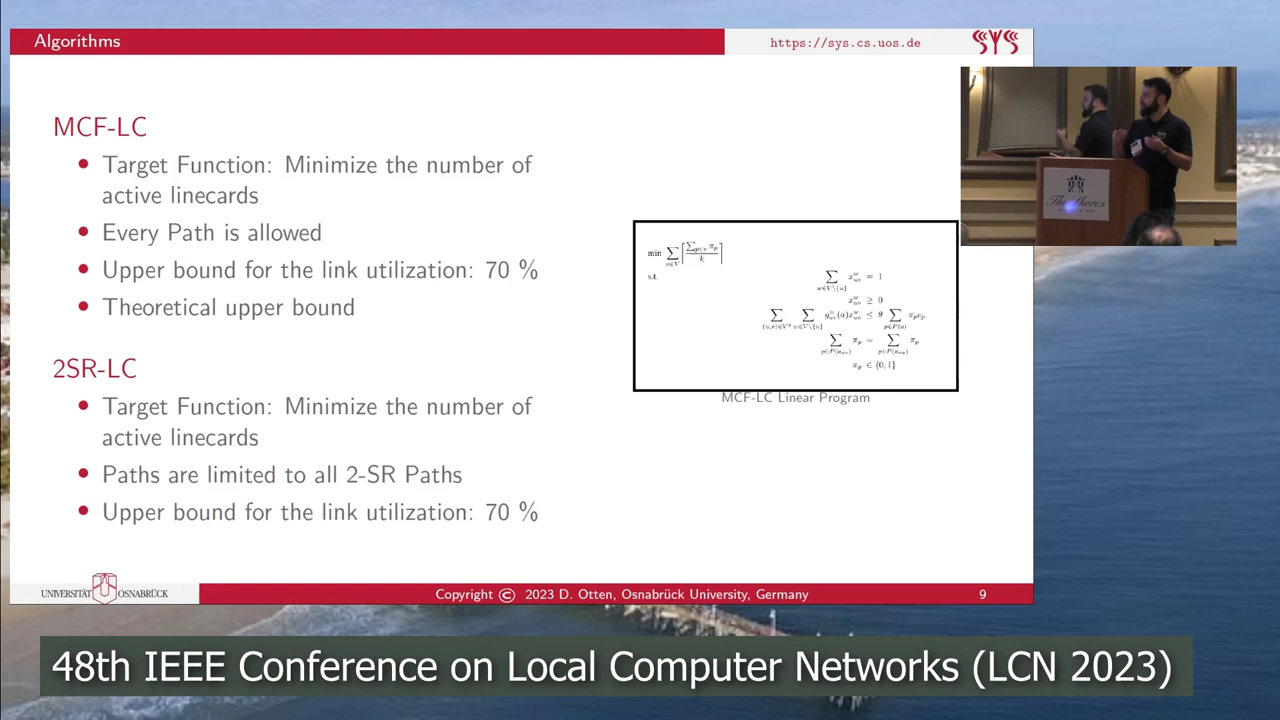 Algorithms
https://sys.cs.uos.de
SYS
MCF-LC
Target Function: Minimize the number of
active linecards
Every Path is allowed
Upper bound for the link utilization: 70 %
Theoretical upper bound
2SR-LC
Target Function: Minimize the number of
active linecards
Paths are limited to all 2-SR Paths
Upper bound for the link utilization: 70 %
min
s.t.
MCF-LC Linear Program
UNIVERSITÄT OSNABRÜCK
Copyright © 2023 D. Otten, Osnabrück University, Germany
9
48th IEEE Conference on Local Computer Networks (LCN 2023)